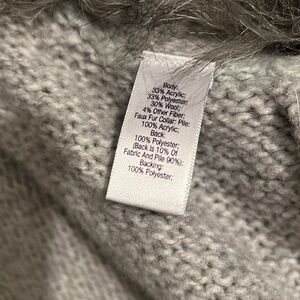 Body:
33% Acrylic;
33% Polyester;
30% Wool;
4% Other Fiber;
Faux Fur Collar: Pile:
100% Acrylic;
Back:
100% Polyester;
(Back Is 10% Of
Fabric And Pile 90%);
Backing:
100% Polyester;